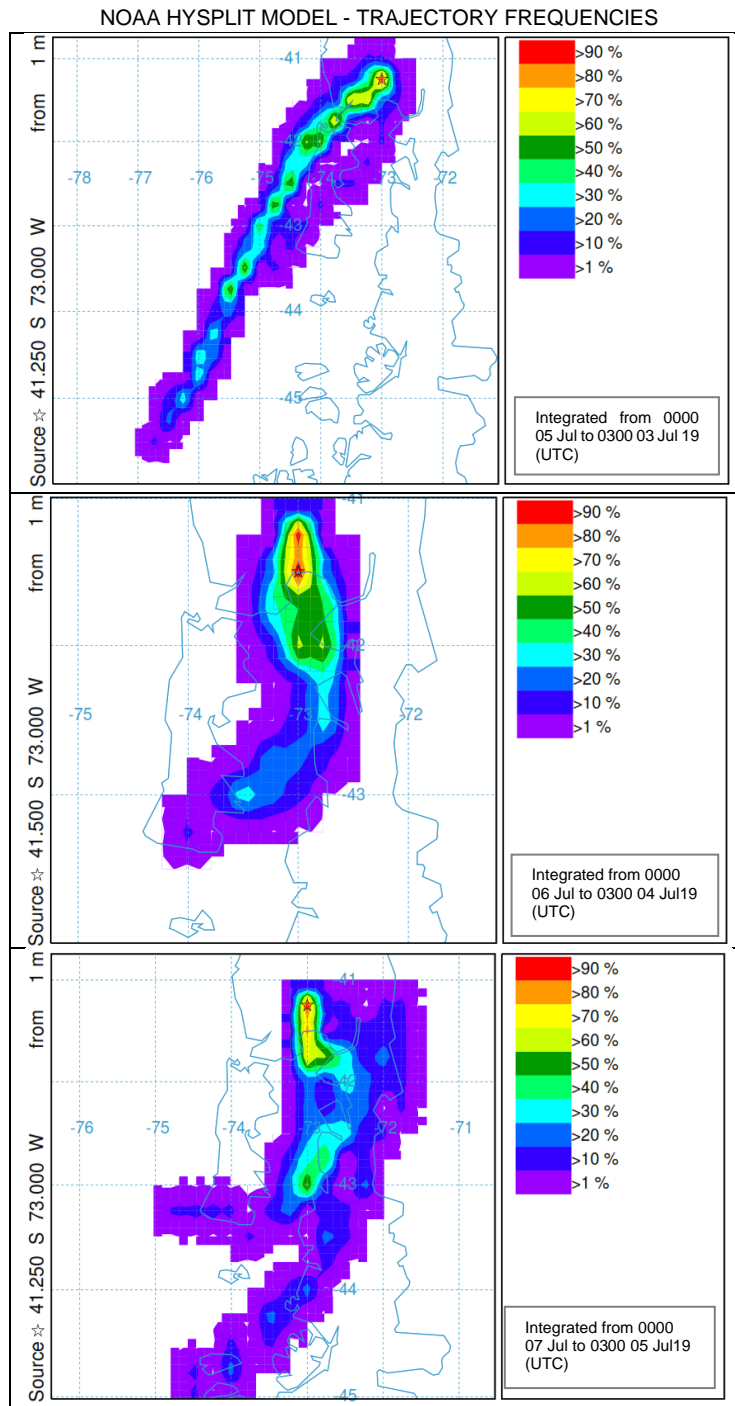 NOAA HYSPLIT MODEL - TRAJECTORY FREQUENCIES
Source ☆ 41.250 S 73.000 W from 1 m
-41
-42
-78 -77 -76 -75 -74 -73 -72
-43
-44
-45
>90 %
>80 %
>70 %
>60 %
>50 %
>40 %
>30 %
>20 %
>10 %
>1 %
Integrated from 0000
05 Jul to 0300 03 Jul 19
(UTC)
Source ☆ 41.500 S 73.000 W from 1 m
-41
-42
-75 -74 -73 -72
-43
>90 %
>80 %
>70 %
>60 %
>50 %
>40 %
>30 %
>20 %
>10 %
>1 %
Integrated from 0000
06 Jul to 0300 04 Jul19
(UTC)
Source ☆ 41.250 S 73.000 W from 1 m
-41
-42
-76 -75 -74 -73 -72 -71
-43
-44
-45
>90 %
>80 %
>70 %
>60 %
>50 %
>40 %
>30 %
>20 %
>10 %
>1 %
Integrated from 0000
07 Jul to 0300 05 Jul19
(UTC)